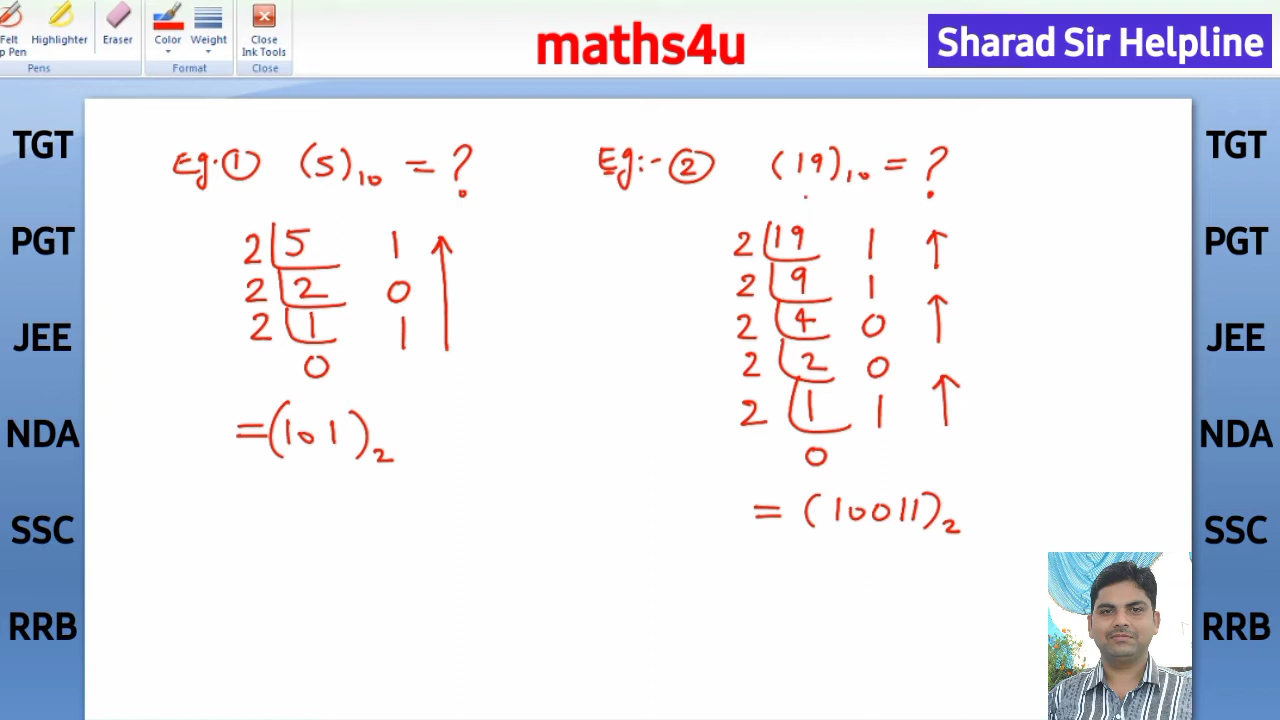 Felt
p Pen
Highlighter
Eraser
Pens
Color
Weight
Format
Close
Ink Tools
Close
maths4u
Sharad Sir Helpline
TGT
PGT
JEE
NDA
SSC
RRB
Eg. ① (5)₁₀ = ?
2 5 1 ↑
2 2 0
2 1 1
0
= (101)₂
Eg:- ② (19)₁₀ = ?
2 19 1 ↑
2 9 1
2 4 0 ↑
2 2 0
2 1 1 ↑
0
= (10011)₂
TGT
PGT
JEE
NDA
SSC
RRB